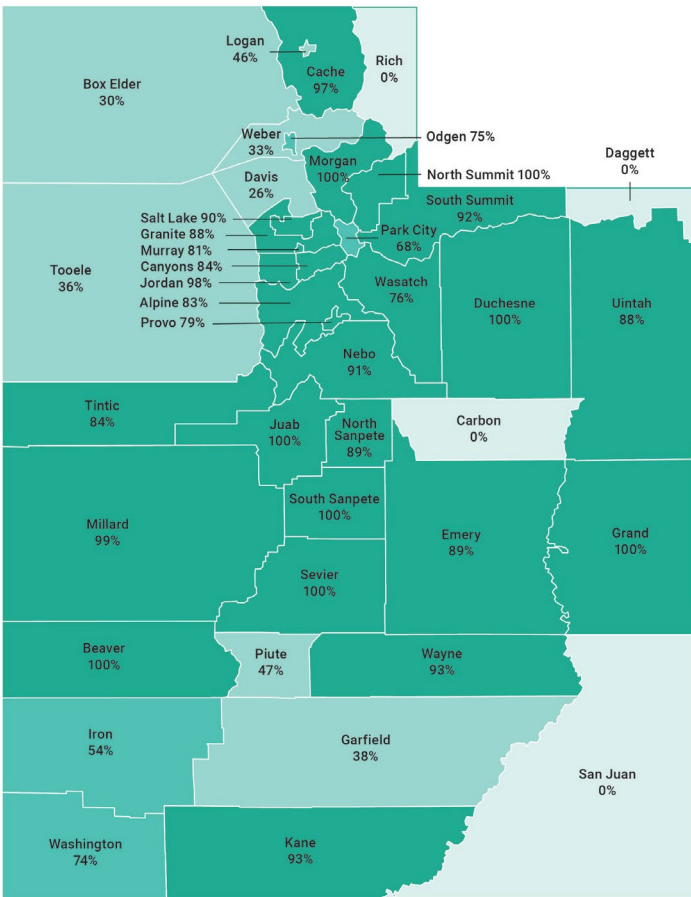 Logan
46%
Rich
0%
Cache
97%
Box Elder
30%
Weber
33%
Odgen 75%
Morgan
100%
Daggett
0%
North Summit 100%
Davis
26%
South Summit
92%
Salt Lake 90%
Granite 88%
Murray 81%
Canyons 84%
Jordan 98%
Alpine 83%
Provo 79%
Park City
68%
Tooele
36%
Wasatch
76%
Duchesne
100%
Uintah
88%
Nebo
91%
Tintic
84%
Juab
100%
North
Sanpete
89%
Carbon
0%
South Sanpete
100%
Millard
99%
Emery
89%
Grand
100%
Sevier
100%
Beaver
100%
Piute
47%
Wayne
93%
Iron
54%
Garfield
38%
San Juan
0%
Washington
74%
Kane
93%